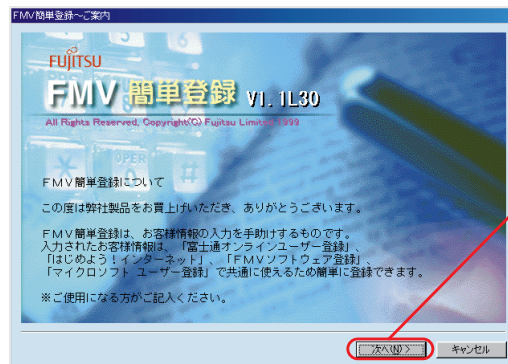 FMV簡単登録～ご案内
FUJITSU
FMV 簡単登録 V1.1L30
All Rights Reserved, Copyright(C) Fujitsu Limited 1999
OPER
FMV簡単登録について
この度は弊社製品をお買上げいただき、ありがとうございます。
FMV簡単登録は、お客様情報の入力を手助けするものです。
入力されたお客様情報は、「富士通オンラインユーザー登録」、
「はじめよう！インターネット」、「FMVソフトウェア登録」、
「マイクロソフト ユーザー登録」で共通に使えるため簡単に登録できます。
※ご使用になる方がご記入ください。
次へ(N) >
キャンセル